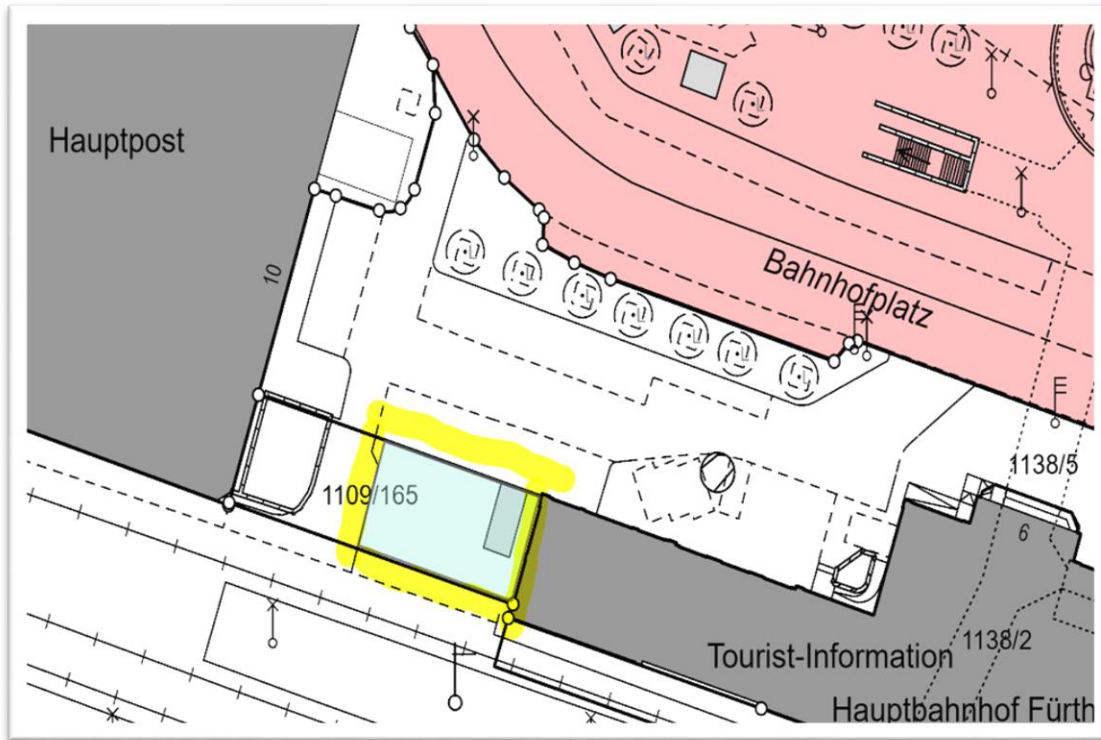 Hauptpost
10
Bahnhofplatz
1138/5
1109/165
6
1138/2
Tourist-Information
Hauptbahnhof Fürth